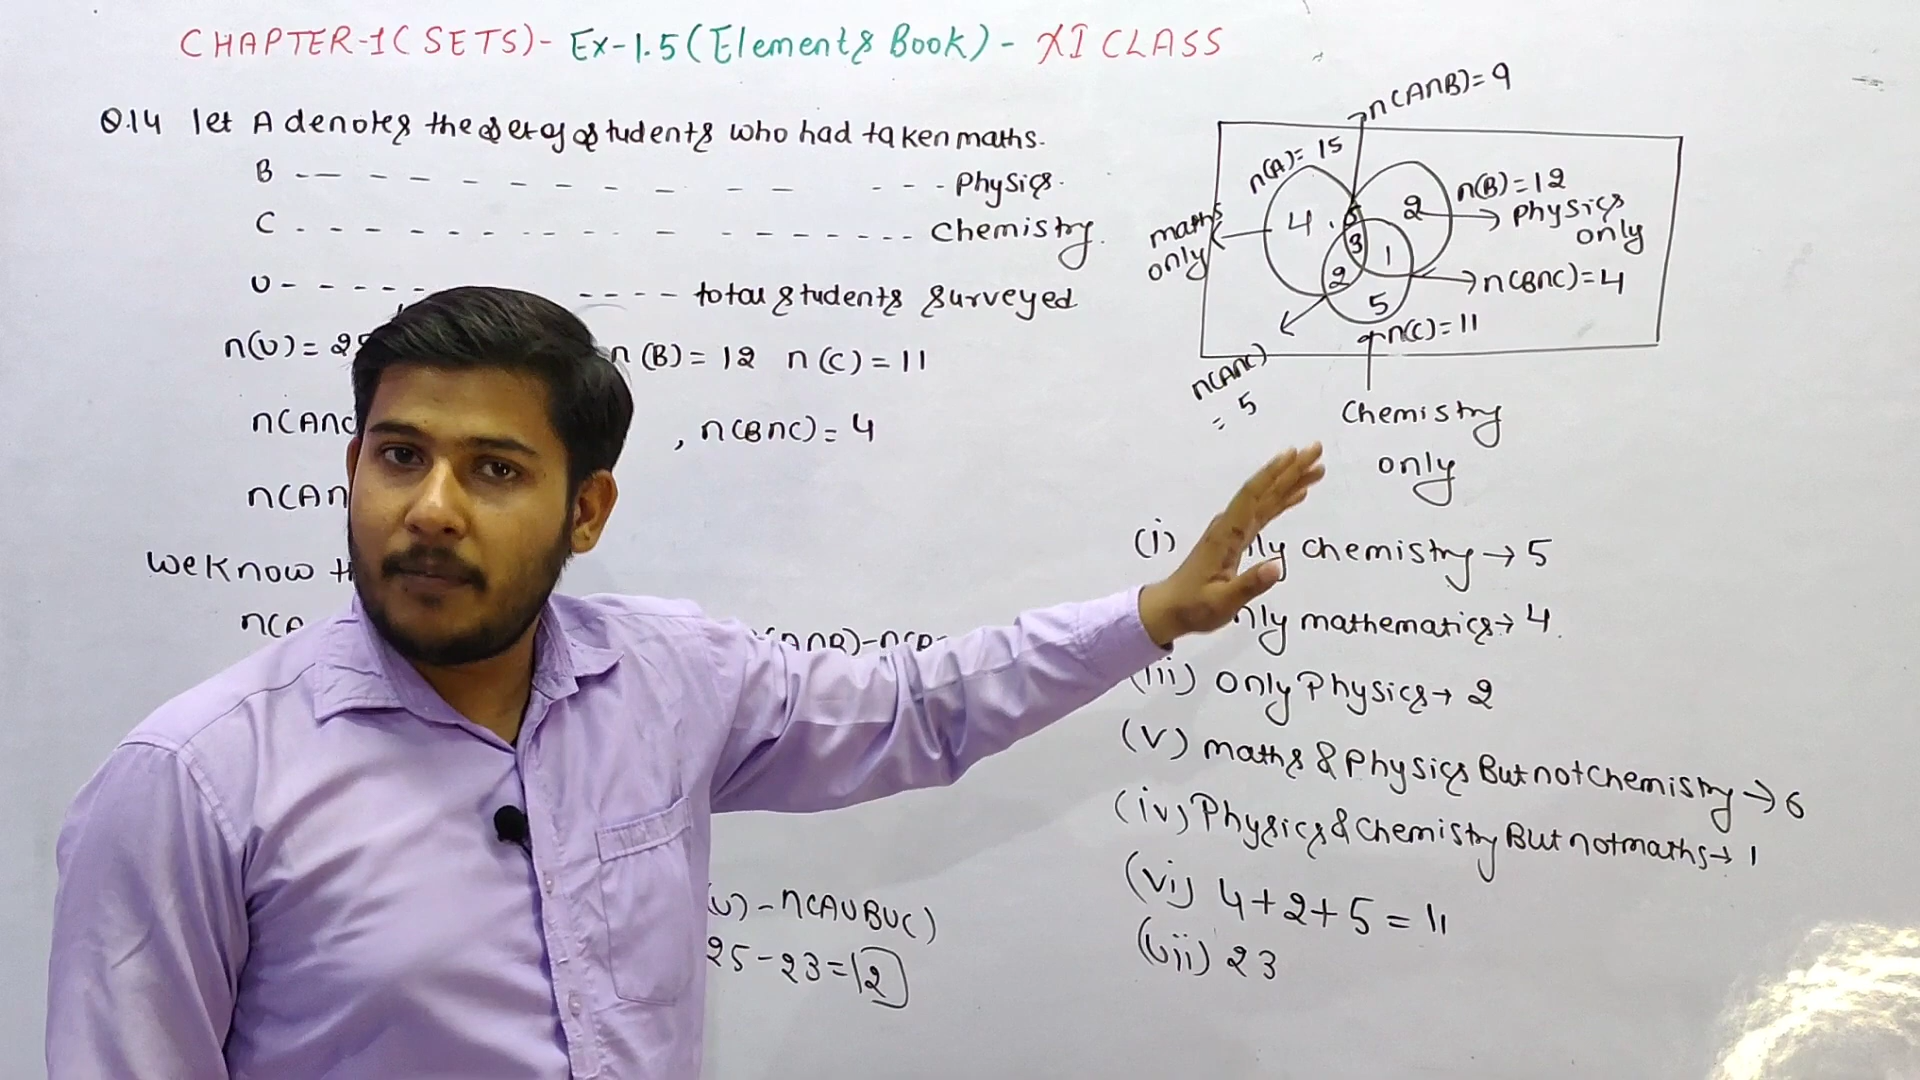 CHAPTER-1(SETS)- Ex-1.5(Elements Book)- XI CLASS
Q.14 let A denotes the set of students who had taken maths.
B - - - - - - - - - - - - - - Physics.
C - - - - - - - - - - - - - - Chemistry.
U - - - - - - - - - total students surveyed
n(U)= 25 n(B)= 12 n(C)= 11
n(A∩C , n(B∩C)= 4
n(A∩
We know
n(A n(A∩B)-n(B
(U)-n(A∪B∪C)
25-23=2
n(A∩B)=9
n(A)=15
n(B)=12
4 2
Physics only
maths only
3 1
2
n(B∩C)=4
5
n(C)=11
n(A∩C) = 5
Chemistry
only
(i) ly chemistry→5
nly mathematics→4.
(iii) only Physics→2
(v) maths & Physics But not Chemistry→6
(iv) Physics & Chemistry But not maths→1
(vi) 4+2+5=11
(vii) 23